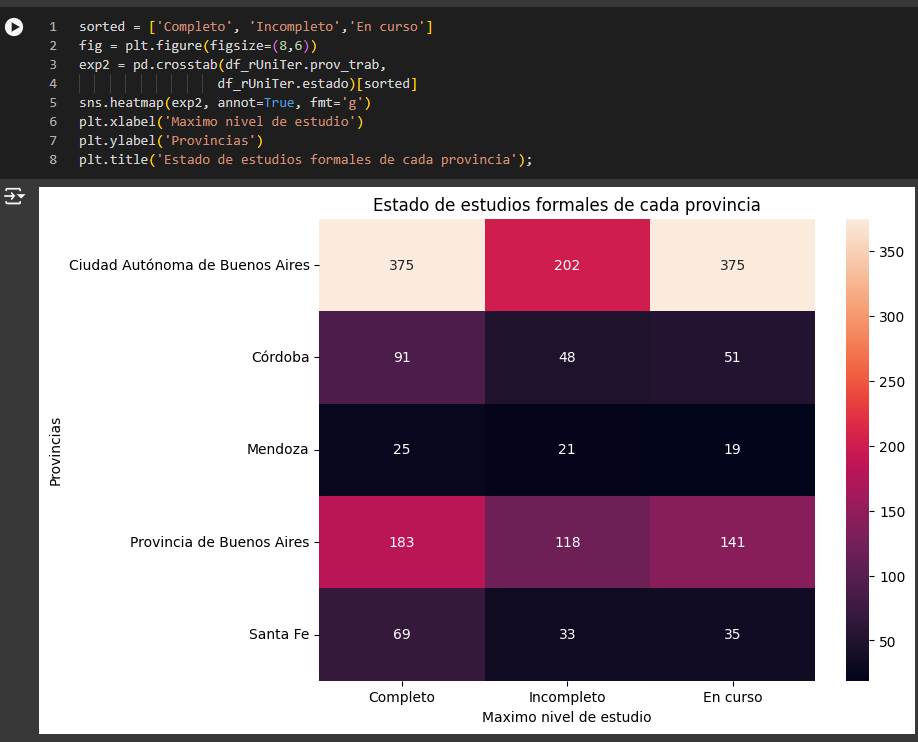 1 sorted = ['Completo', 'Incompleto','En curso']
2 fig = plt.figure(figsize=(8,6))
3 exp2 = pd.crosstab(df_rUniTer.prov_trab,
4 df_rUniTer.estado)[sorted]
5 sns.heatmap(exp2, annot=True, fmt='g')
6 plt.xlabel('Maximo nivel de estudio')
7 plt.ylabel('Provincias')
8 plt.title('Estado de estudios formales de cada provincia');
Estado de estudios formales de cada provincia
Ciudad Autónoma de Buenos Aires 375 202 375
Córdoba 91 48 51
Mendoza 25 21 19
Provincia de Buenos Aires 183 118 141
Santa Fe 69 33 35
Completo Incompleto En curso
Maximo nivel de estudio
Provincias
350
300
250
200
150
100
50